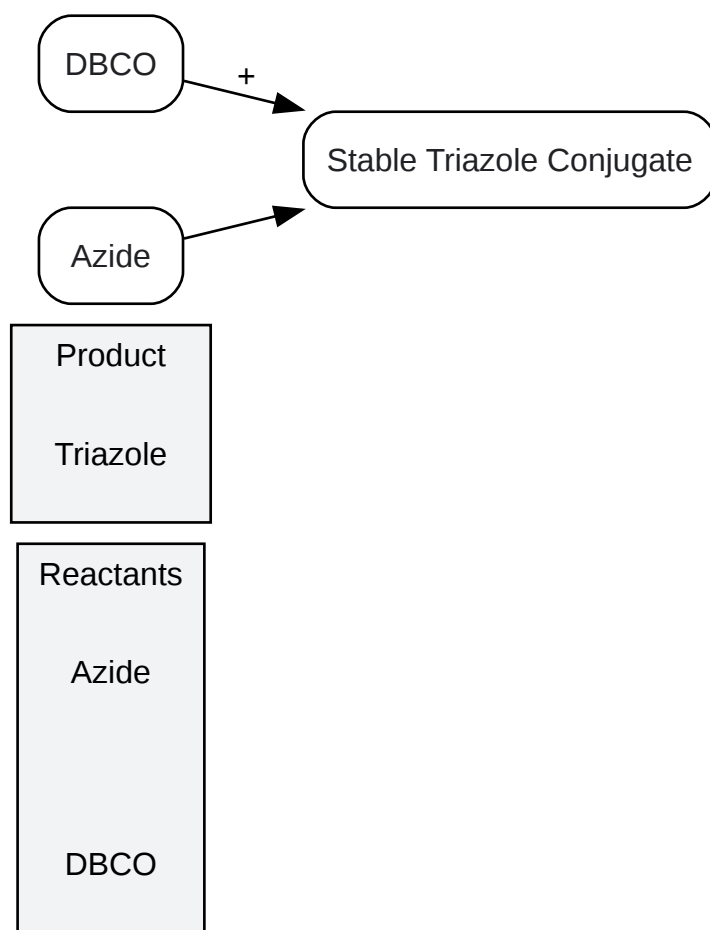 DBCO
+
Stable Triazole Conjugate
Azide
Product
Triazole
Reactants
Azide
DBCO